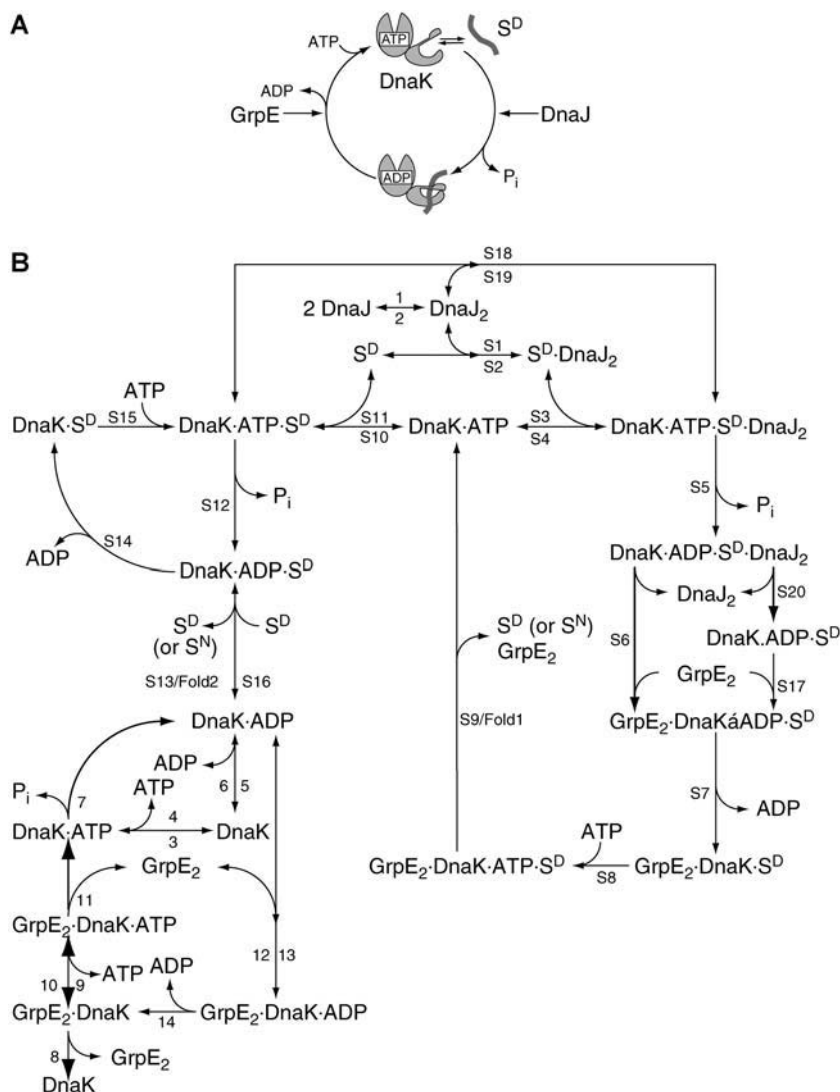 A
ATP
ATP
S^D
DnaK
ADP
GrpE
DnaJ
ADP
P_i
B
S18
S19
2 DnaJ
1
2
DnaJ_2
S^D
S1
S2
S^D·DnaJ_2
ATP
DnaK·S^D
S15
DnaK·ATP·S^D
S11
S10
DnaK·ATP
S3
S4
DnaK·ATP·S^D·DnaJ_2
S12
P_i
S5
P_i
ADP
S14
DnaK·ADP·S^D
DnaK·ADP·S^D·DnaJ_2
DnaJ_2
S20
S^D
(or S^N)
S^D
S^D (or S^N)
GrpE_2
S6
DnaK.ADP·S^D
S13/Fold2
S16
GrpE_2
S17
DnaK·ADP
S9/Fold1
GrpE_2·DnaKáADP·S^D
ADP
P_i
7
ATP
6
5
S7
ADP
DnaK·ATP
4
3
DnaK
ATP
GrpE_2
GrpE_2·DnaK·ATP·S^D
S8
GrpE_2·DnaK·S^D
11
GrpE_2·DnaK·ATP
12
13
10
9
ATP
ADP
GrpE_2·DnaK
14
GrpE_2·DnaK·ADP
8
GrpE_2
DnaK